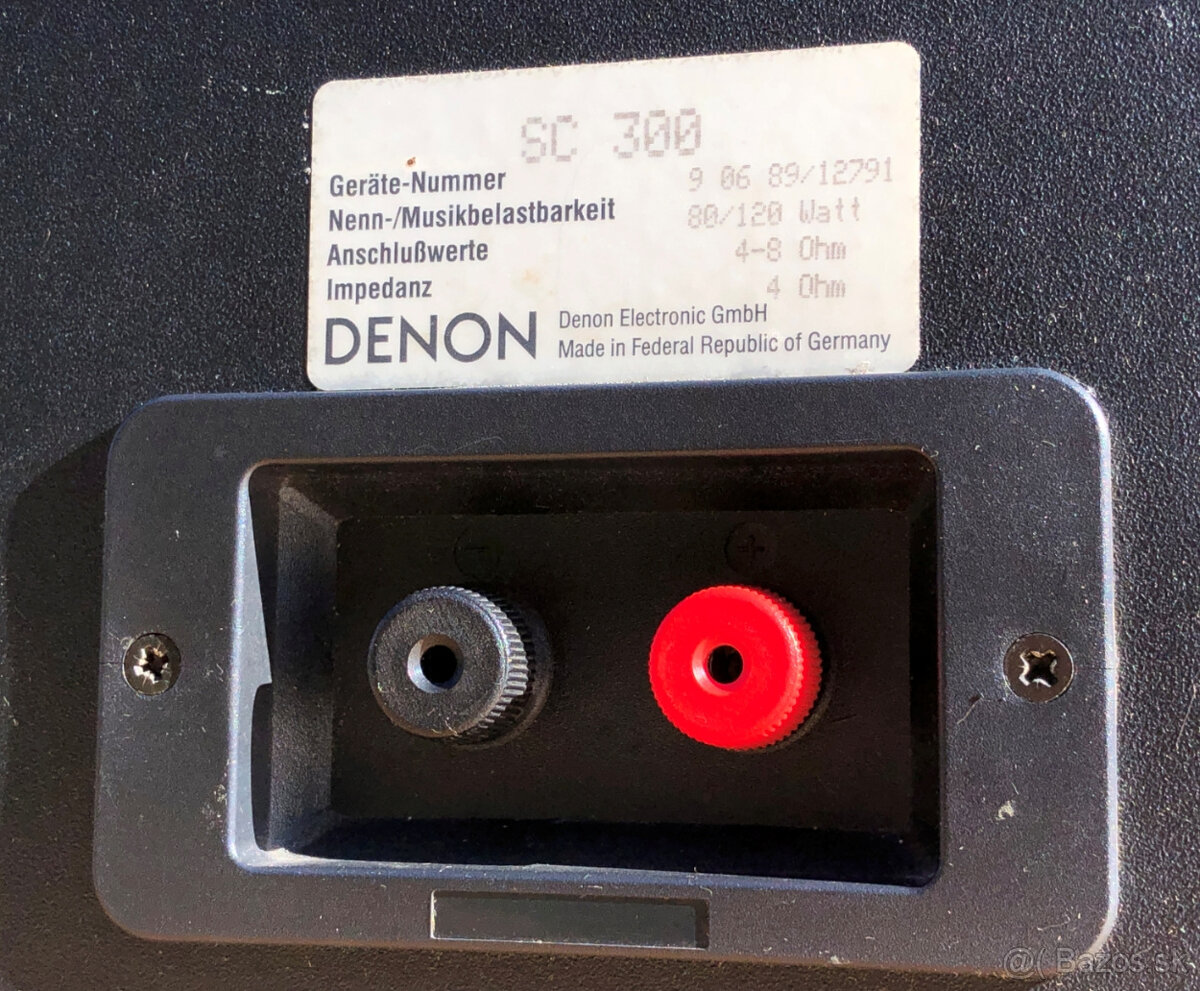 SC 300
Geräte-Nummer 9 06 89/12791
Nenn-/Musikbelastbarkeit 80/120 Watt
Anschlußwerte 4-8 Ohm
Impedanz 4 Ohm
DENON Denon Electronic GmbH
Made in Federal Republic of Germany
- +
@( Bazos.sk